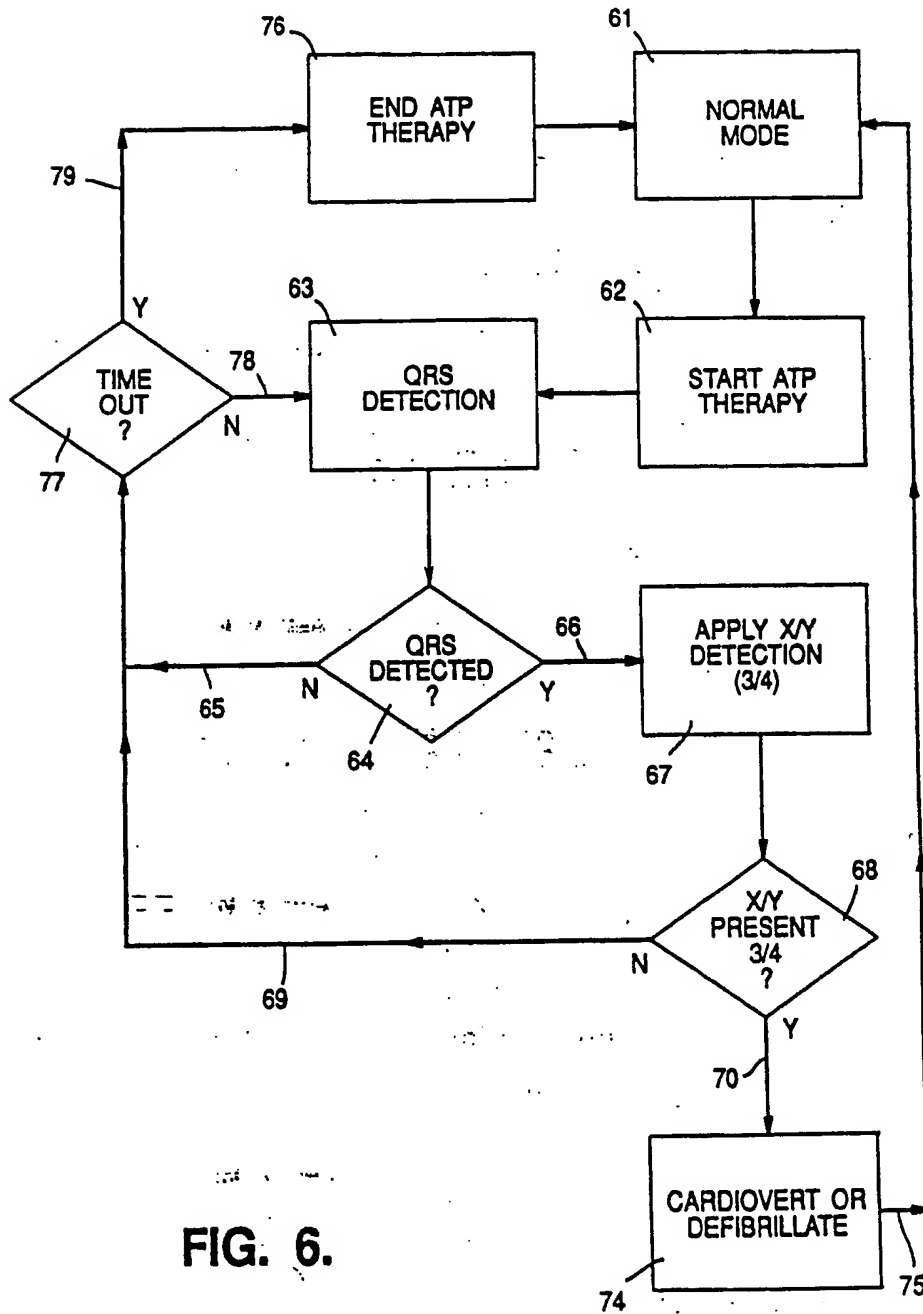 76
61
END ATP
THERAPY
NORMAL
MODE
79
Y
63
62
TIME
OUT
?
78
N
QRS
DETECTION
START ATP
THERAPY
77
QRS
DETECTED
?
66
N
Y
65
64
APPLY X/Y
DETECTION
(3/4)
67
X/Y
PRESENT
3/4
?
68
N
Y
69
70
CARDIOVERT OR
DEFIBRILLATE
74
75
FIG. 6.